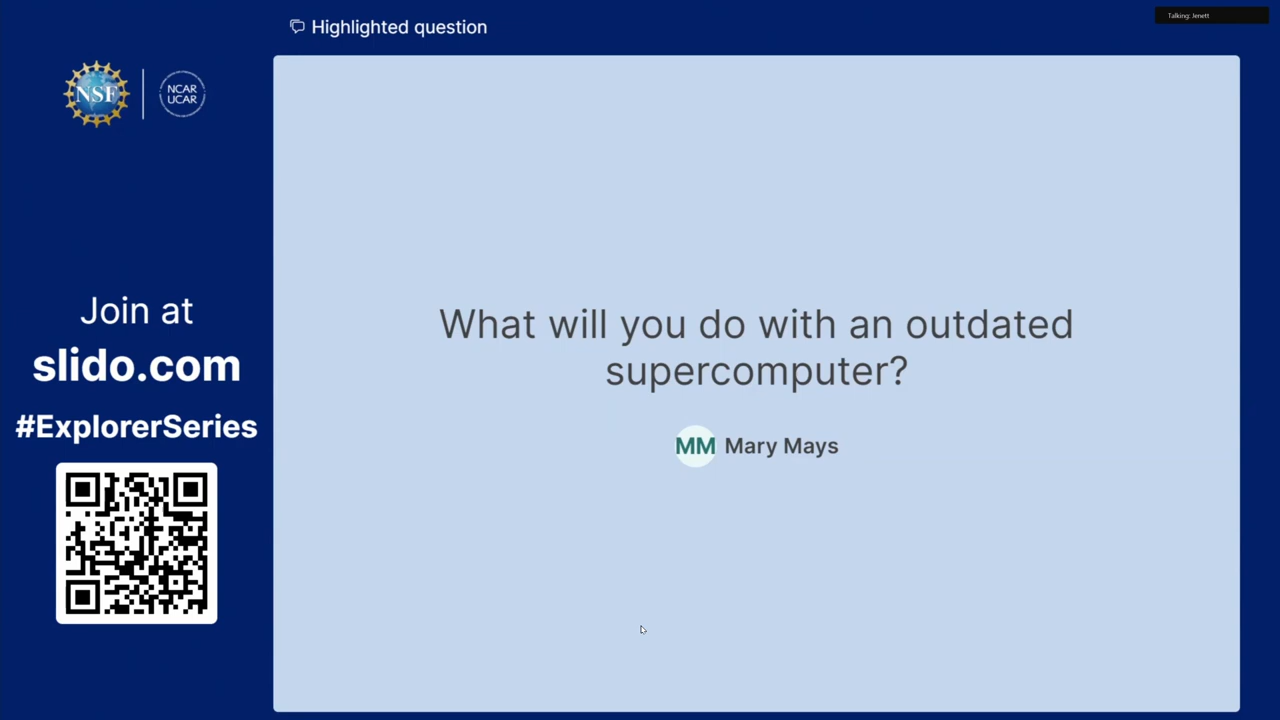 Highlighted question
Talking: Jenett
NSF
NCAR
UCAR
Join at
slido.com
#ExplorerSeries
What will you do with an outdated
supercomputer?
MM Mary Mays